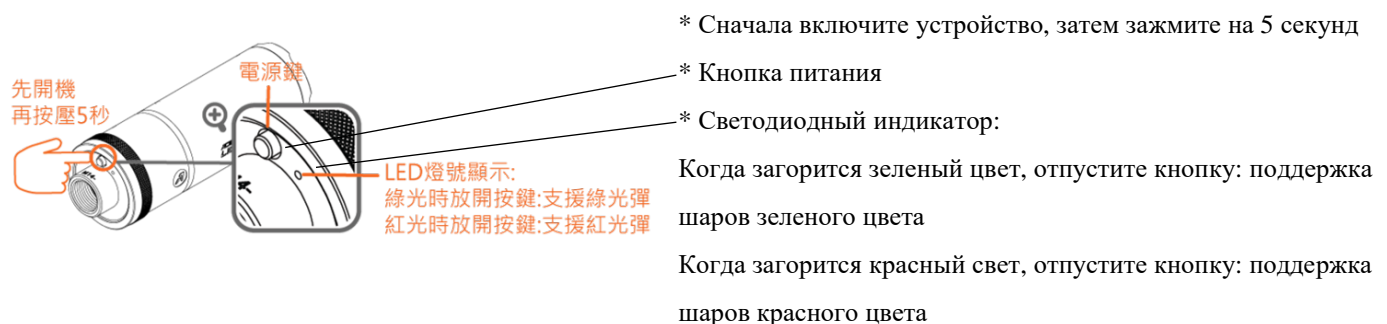 先開機
再按壓5秒
電源鍵
LED燈號顯示:
綠光時放開按鍵:支援綠光彈
紅光時放開按鍵:支援紅光彈
* Сначала включите устройство, затем зажмите на 5 секунд
* Кнопка питания
* Светодиодный индикатор:
Когда загорится зеленый цвет, отпустите кнопку: поддержка
шаров зеленого цвета
Когда загорится красный свет, отпустите кнопку: поддержка
шаров красного цвета